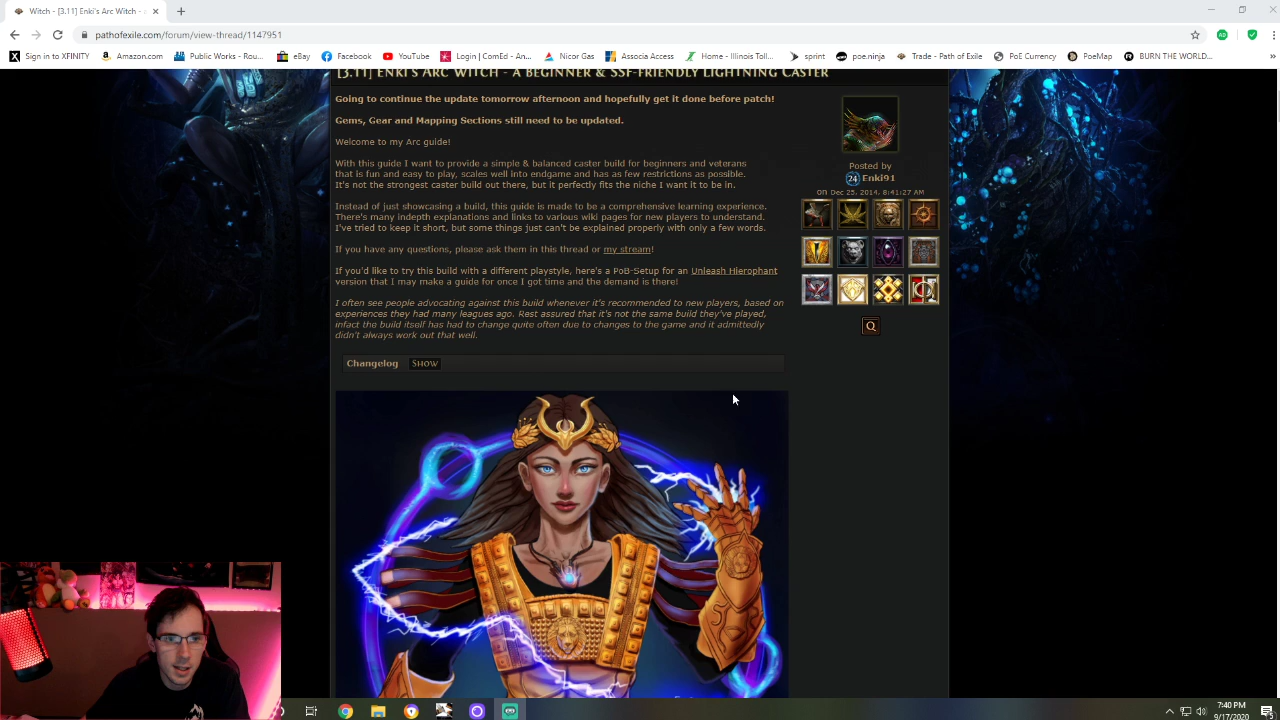 Witch - [3.11] Enki's Arc Witch -
pathofexile.com/forum/view-thread/1147951
Sign in to XFINITY
Amazon.com
Public Works - Rou...
eBay
Facebook
YouTube
Login | ComEd - An...
Nicor Gas
Associa Access
Home - Illinois Toll...
sprint
poe.ninja
Trade - Path of Exile
PoE Currency
PoeMap
BURN THE WORLD...
[3.11] Enki's Arc Witch - A Beginner & SSF-friendly Lightning Caster
Going to continue the update tomorrow afternoon and hopefully get it done before patch!
Gems, Gear and Mapping Sections still need to be updated.
Welcome to my Arc guide!
With this guide I want to provide a simple & balanced caster build for beginners and veterans
that is fun and easy to play, scales well into endgame and has as few restrictions as possible.
It's not the strongest caster build out there, but it perfectly fits the niche I want it to be in.
Instead of just showcasing a build, this guide is made to be a comprehensive learning experience.
There's many indepth explanations and links to various wiki pages for new players to understand.
I've tried to keep it short, but some things just can't be explained properly with only a few words.
If you have any questions, please ask them in this thread or my stream!
If you'd like to try this build with a different playstyle, here's a PoB-Setup for an Unleash Hierophant
version that I may make a guide for once I got time and the demand is there!
I often see people advocating against this build whenever it's recommended to new players, based on
experiences they had many leagues ago. Rest assured that it's not the same build they've played,
infact the build itself has had to change quite often due to changes to the game and it admittedly
didn't always work out that well.
Changelog SHOW
Posted by
24 Enki91
on Dec 25, 2014, 8:41:27 AM
Q
7:40 PM
9/17/2020